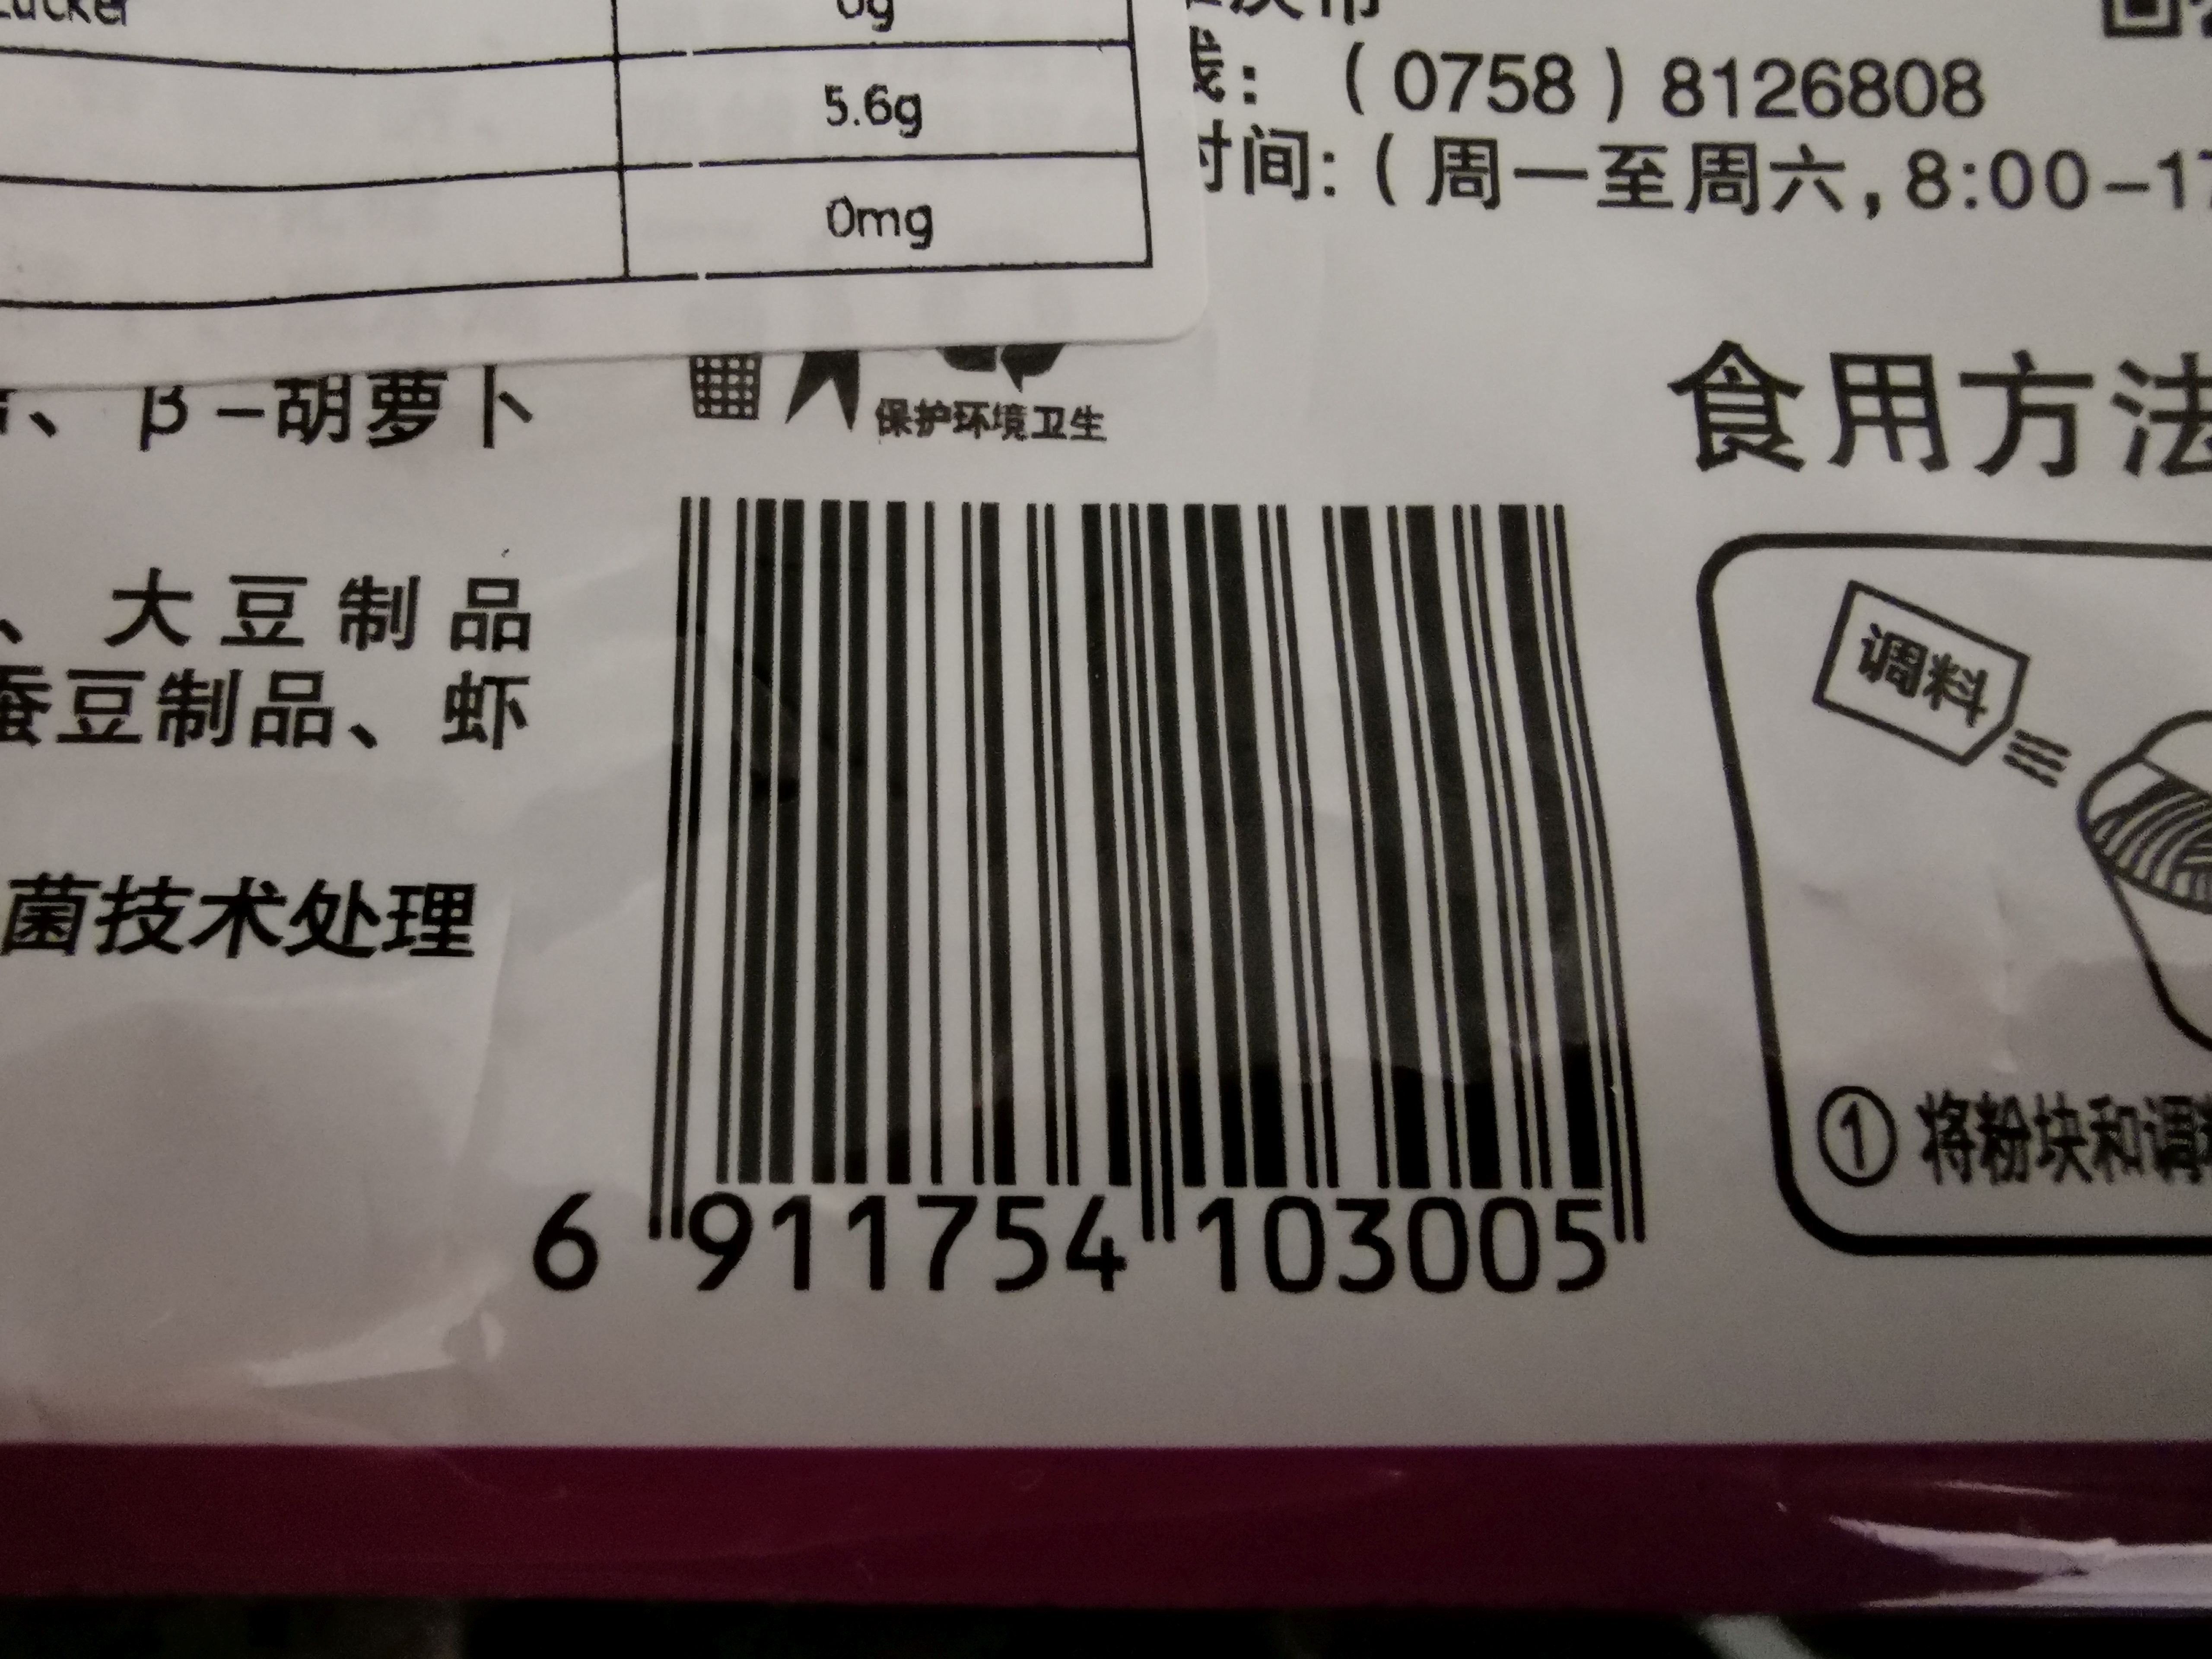 0g
5.6g
0mg
（0758）8126808
时间:（周一至周六,8:00-17
、β-胡萝卜
保护环境卫生
食用方法
、大豆制品
蚕豆制品、虾
菌技术处理
调料
6 911754 103005
① 将粉块和调料